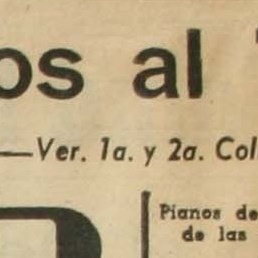 os al
—Ver. 1a. y 2a. Col
Pianos de
de las